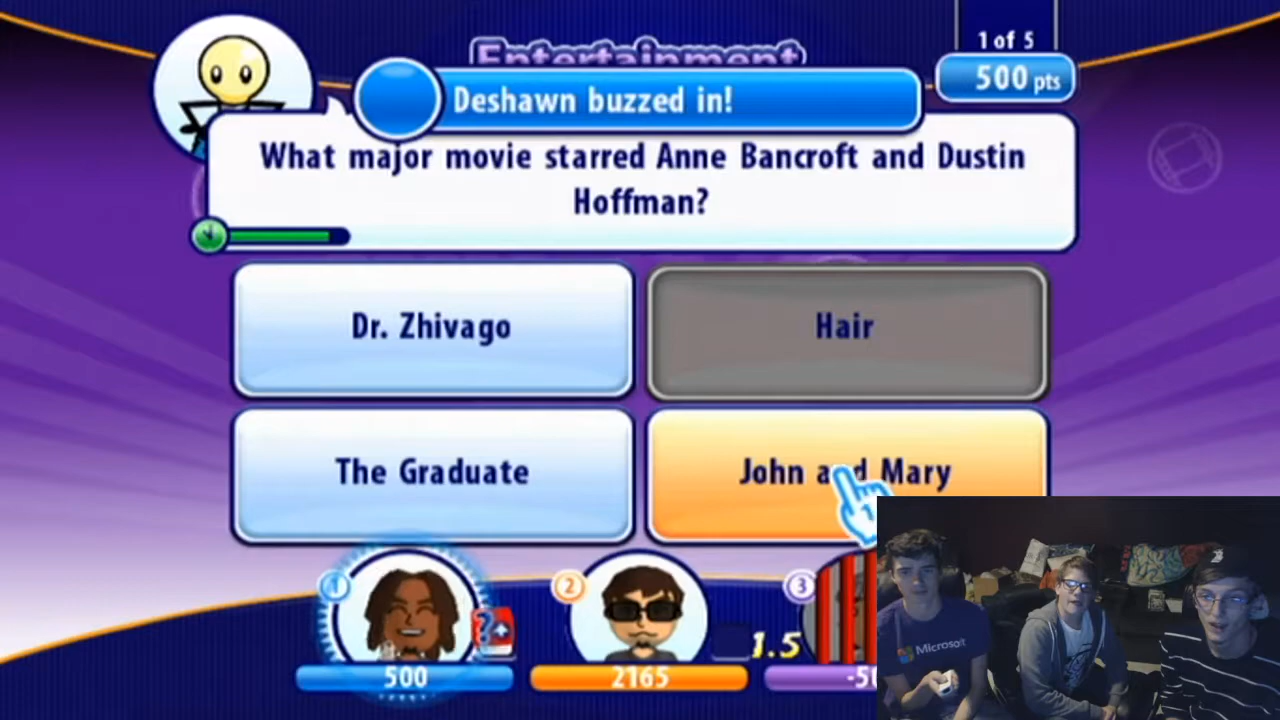 Entertainment
1 of 5
500 pts
Deshawn buzzed in!
What major movie starred Anne Bancroft and Dustin
Hoffman?
Dr. Zhivago
Hair
The Graduate
John and Mary
1
1
2
3
?
1.5
500
2165
Microsoft